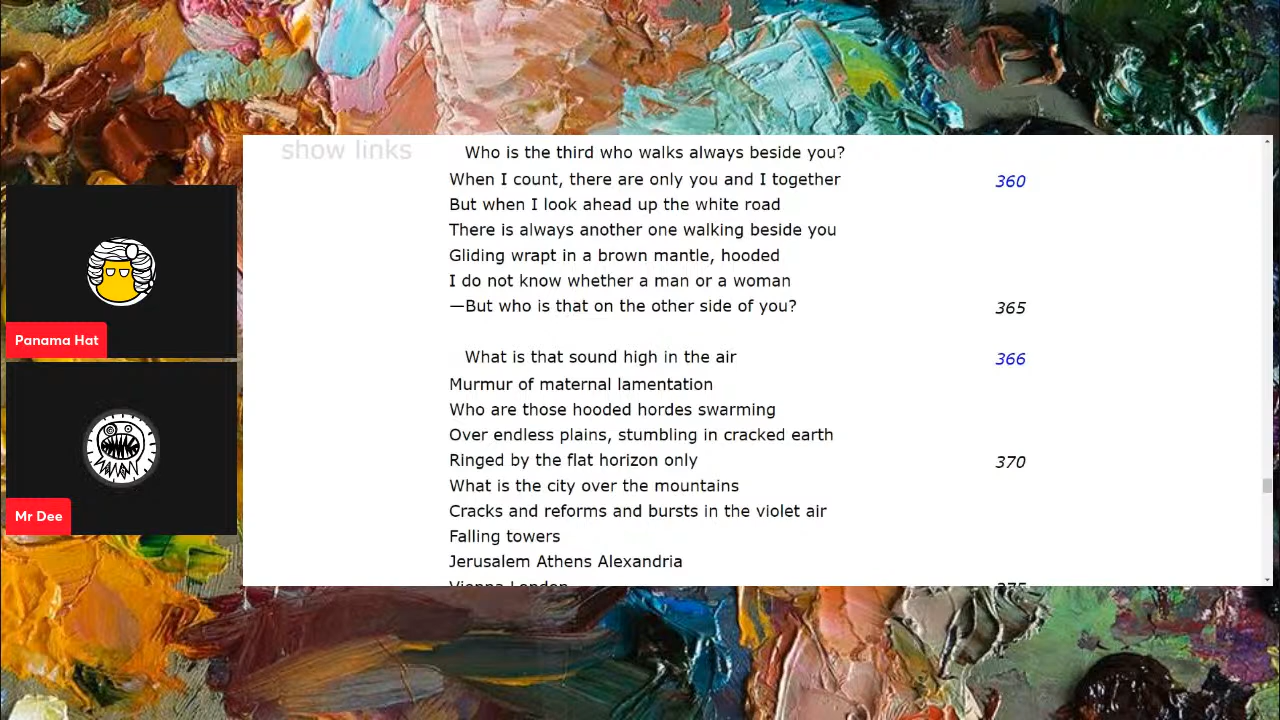 show links
Who is the third who walks always beside you?
When I count, there are only you and I together 360
But when I look ahead up the white road
There is always another one walking beside you
Gliding wrapt in a brown mantle, hooded
I do not know whether a man or a woman
—But who is that on the other side of you? 365
What is that sound high in the air 366
Murmur of maternal lamentation
Who are those hooded hordes swarming
Over endless plains, stumbling in cracked earth
Ringed by the flat horizon only 370
What is the city over the mountains
Cracks and reforms and bursts in the violet air
Falling towers
Jerusalem Athens Alexandria
Vienna London 375
Panama Hat
Mr Dee